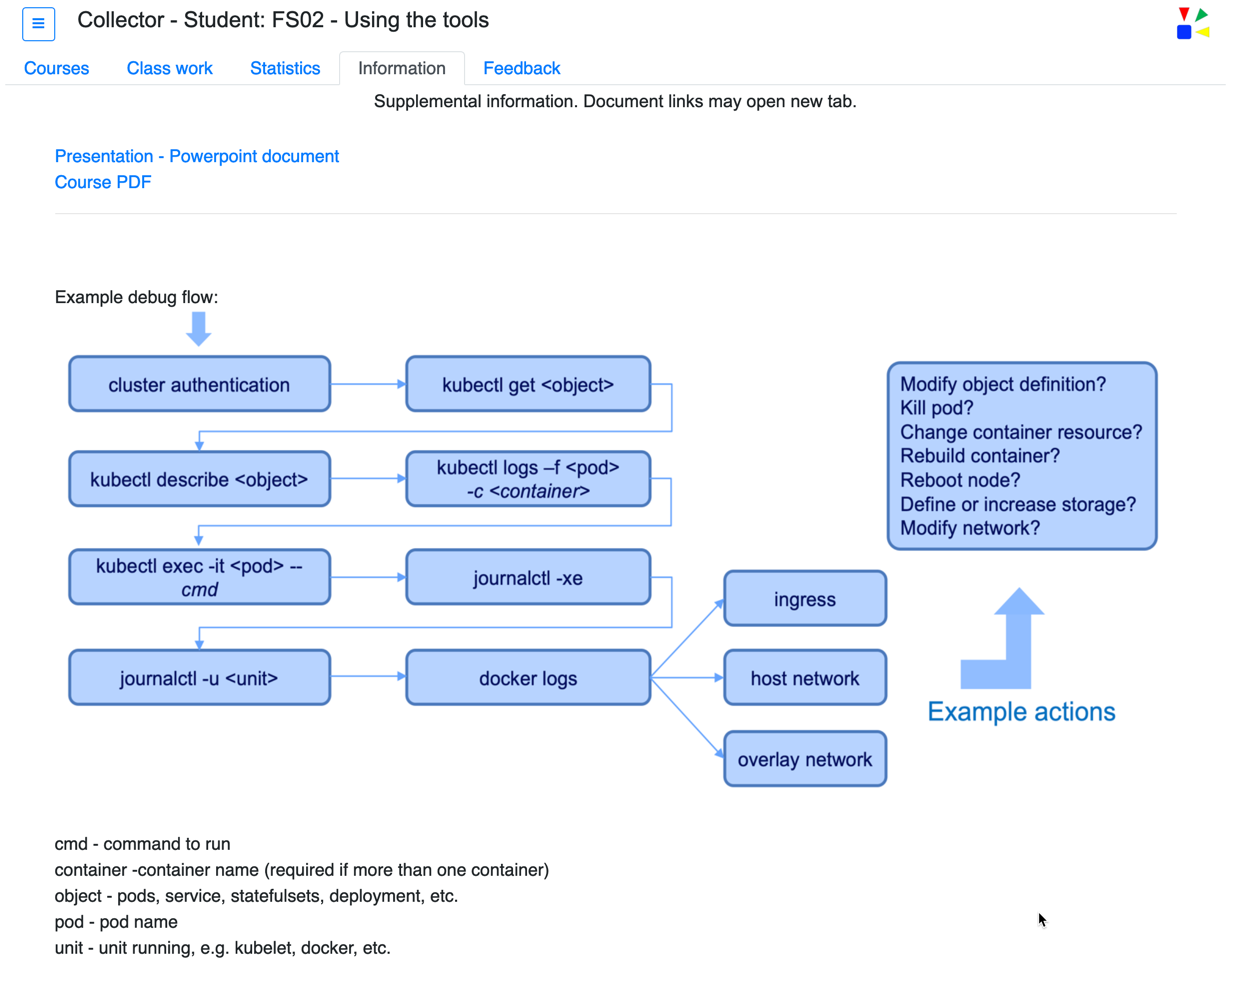 Collector - Student: FS02 - Using the tools
Courses
Class work
Statistics
Information
Feedback
Supplemental information. Document links may open new tab.
Presentation - Powerpoint document
Course PDF
Example debug flow:
cluster authentication
kubectl get <object>
kubectl describe <object>
kubectl logs –f <pod>
-c <container>
kubectl exec -it <pod> --
cmd
journalctl -xe
journalctl -u <unit>
docker logs
ingress
host network
overlay network
Modify object definition?
Kill pod?
Change container resource?
Rebuild container?
Reboot node?
Define or increase storage?
Modify network?
Example actions
cmd - command to run
container -container name (required if more than one container)
object - pods, service, statefulsets, deployment, etc.
pod - pod name
unit - unit running, e.g. kubelet, docker, etc.